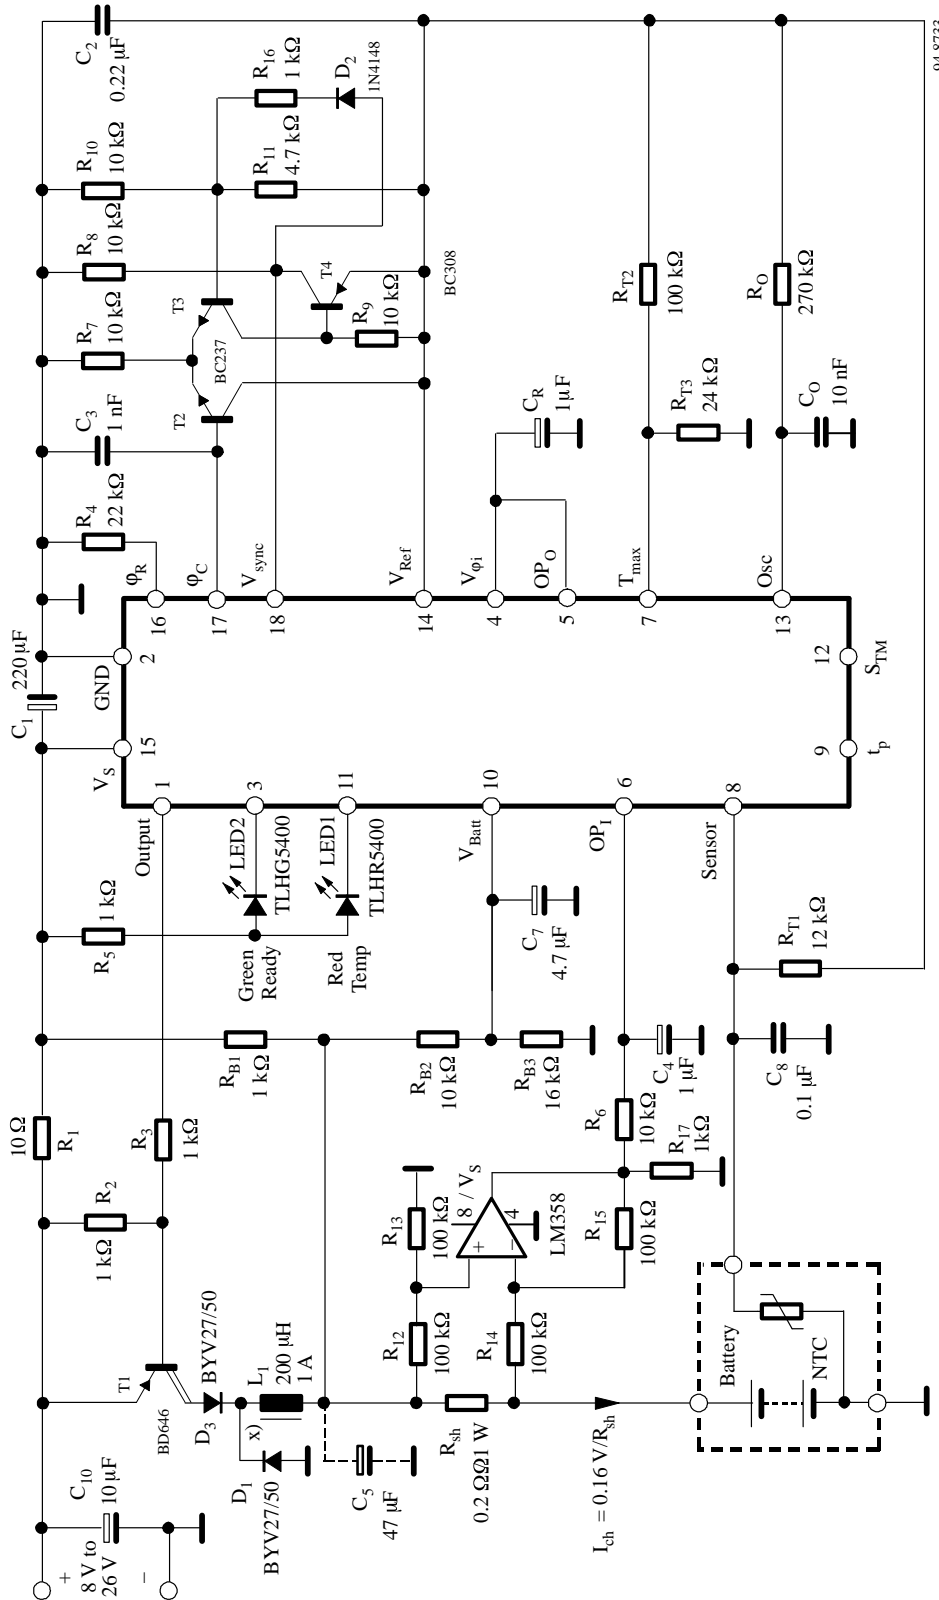 C2
0.22 µF
R10
10 kΩ
R8
10 kΩ
R7
10 kΩ
C3
1 nF
R4
22 kΩ
R16
1 kΩ
D2
1N4148
R11
4.7 kΩ
T4
T3
BC237
T2
R9
10 kΩ
BC308
CR
1µF
RT2
100 kΩ
RT3
24 kΩ
RO
270 kΩ
CO
10 nF
94 8733
φR
16
φC
17
Vsync
18
VRef
14
Vφi
4
OPO
5
Tmax
7
Osc
13
220 µF
C1
GND
2
VS
15
Output
1
3
11
VBatt
10
OPI
6
Sensor
8
STM
12
tp
9
R5
1 kΩ
LED2
TLHG5400
Green
Ready
LED1
TLHR5400
Red
Temp
C7
4.7 µF
RT1
12 kΩ
10 Ω
R1
R3
1 kΩ
R2
1 kΩ
RB1
1 kΩ
RB2
10 kΩ
RB3
16 kΩ
C4
1 µF
C8
0.1 µF
R6
10 kΩ
R17
1kΩ
R13
100 kΩ
8 / VS
+
−
4
LM358
R15
100 kΩ
R12
100 kΩ
R14
100 kΩ
T1
BD646
BYV27/50
D3
L1
200 µH
1 A
x)
D1
BYV27/50
C5
47 µF
Rsh
0.2 ΩΩ1 W
Ich = 0.16 V/Rsh
Battery
NTC
C10
10 µF
+
8 V to
26 V
−